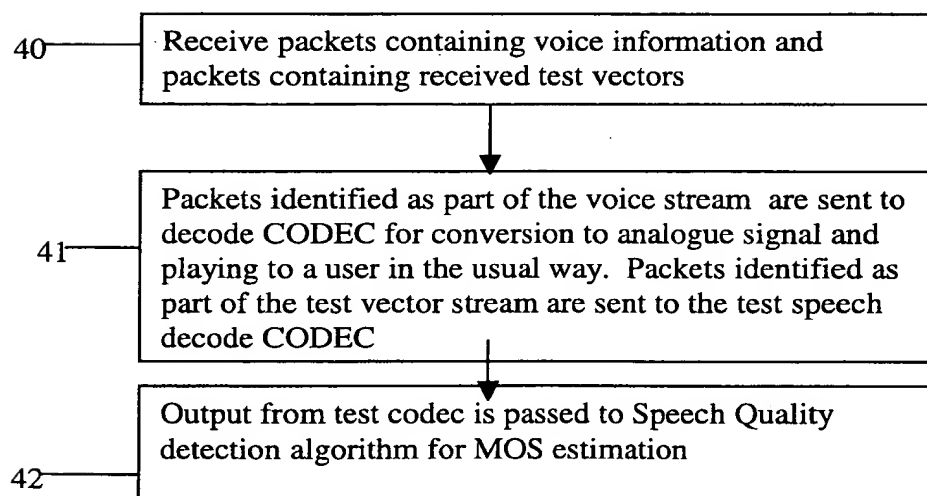 40
Receive packets containing voice information and
packets containing received test vectors
41
Packets identified as part of the voice stream are sent to
decode CODEC for conversion to analogue signal and
playing to a user in the usual way. Packets identified as
part of the test vector stream are sent to the test speech
decode CODEC
42
Output from test codec is passed to Speech Quality
detection algorithm for MOS estimation